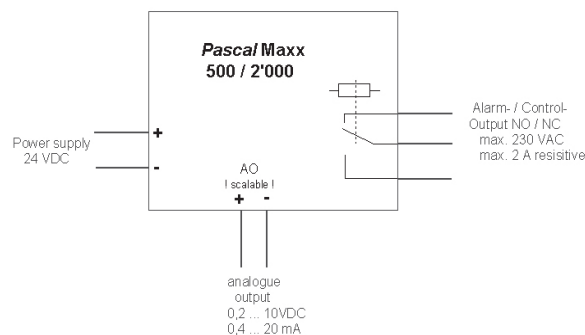 Pascal Maxx
500 / 2'000
Power supply
24 VDC
+
-
AO
! scalable !
+ -
Alarm- / Control-
Output NO / NC
max. 230 VAC
max. 2 A resisitive
analogue
output
0,2 ... 10VDC
0,4 ... 20 mA